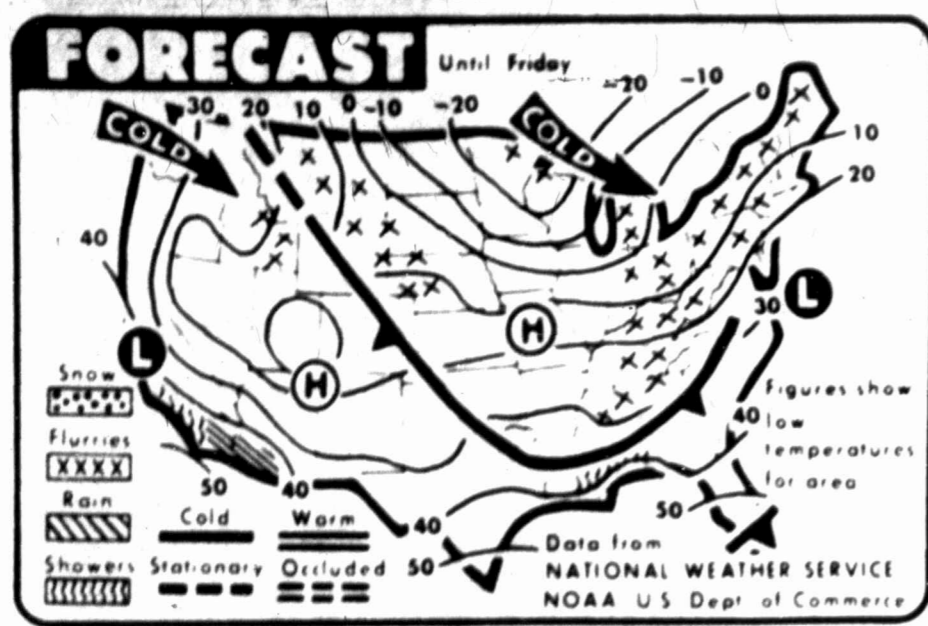 FORECAST
Until Friday
30 20 10 0 -10 -20 -20 -10 0
10
20
COLD
COLD
40
30
L
L
H
H
Snow
Flurries
Rain
Showers
Figures show
low
temperatures
for area
40
50
50 40
40
50
Cold Warm
Stationary Occluded
Data from
NATIONAL WEATHER SERVICE
NOAA US Dept of Commerce